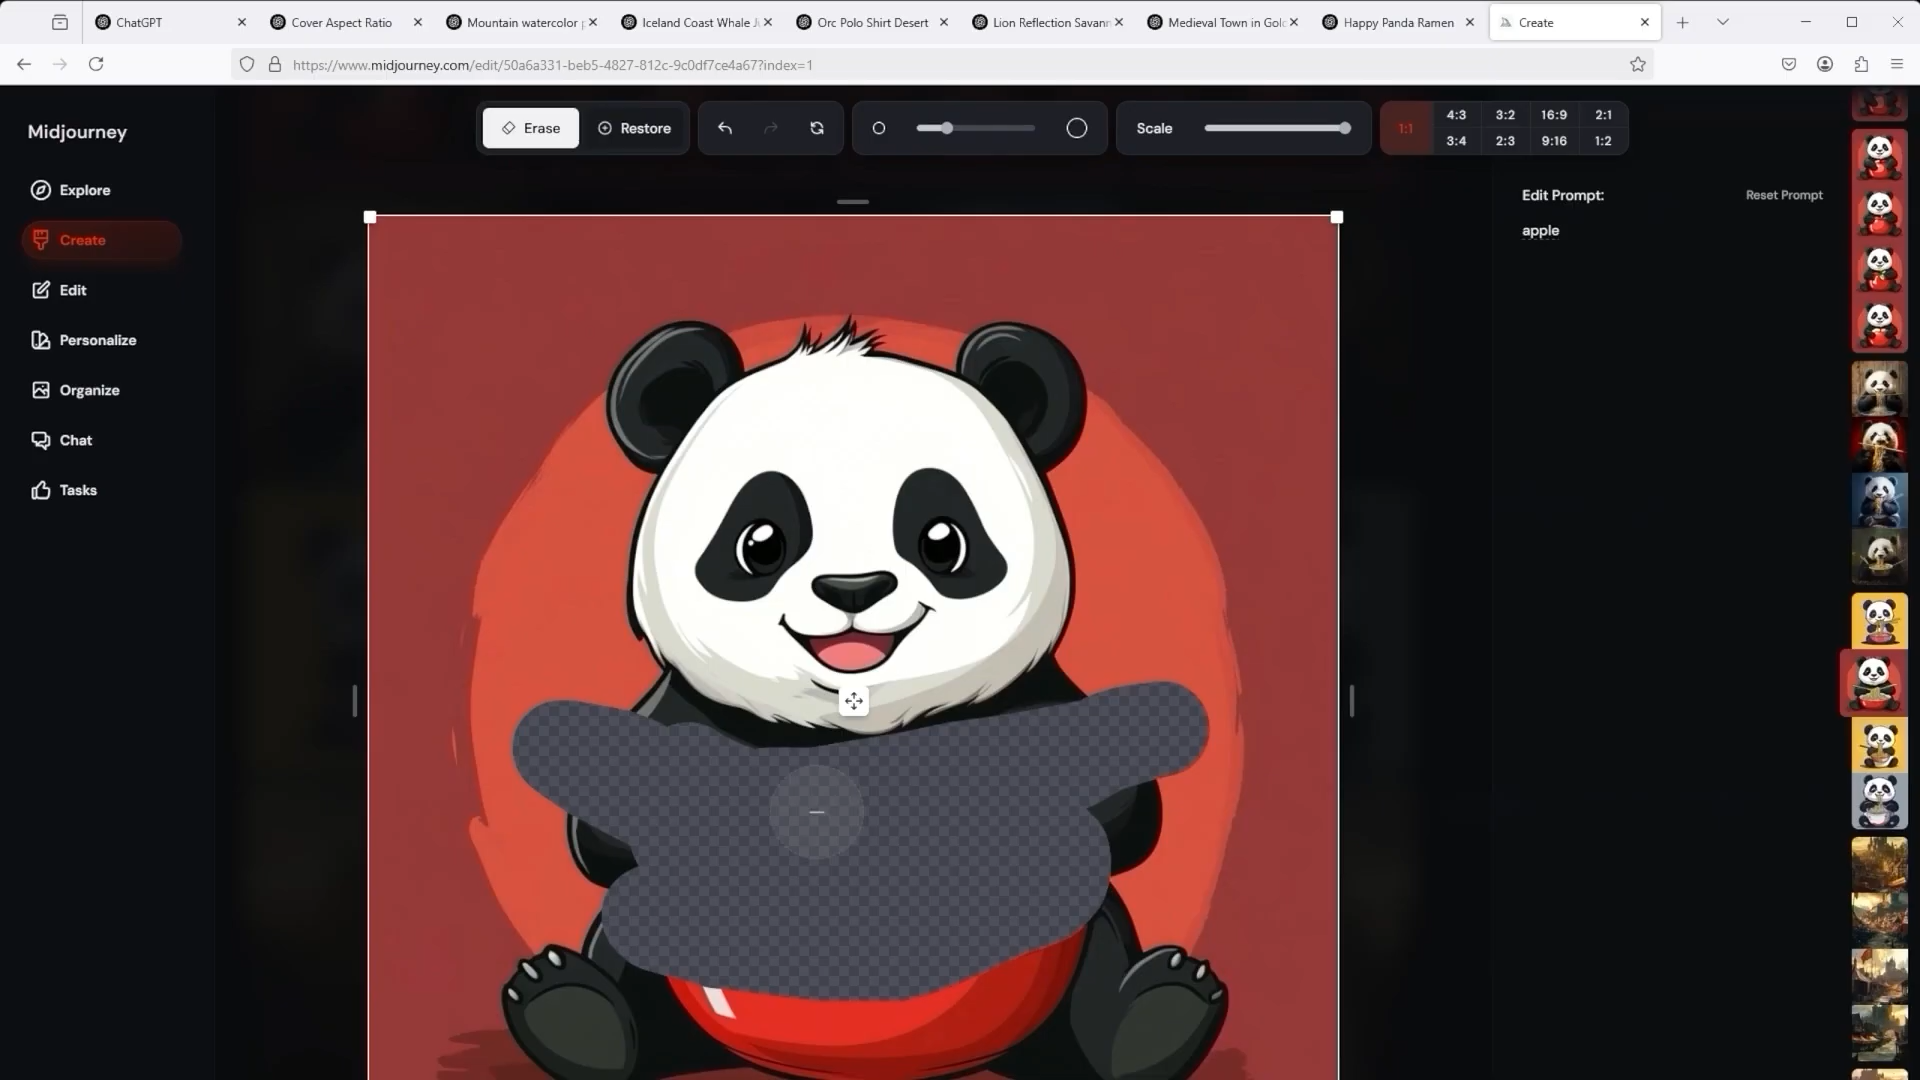 ChatGPT
Cover Aspect Ratio
Mountain watercolor p
Iceland Coast Whale J
Orc Polo Shirt Desert
Lion Reflection Savann
Medieval Town in Gold
Happy Panda Ramen
Create
https://www.midjourney.com/edit/50a6a331-beb5-4827-812c-9c0df7ce4a67?index=1
Midjourney
Explore
Create
Edit
Personalize
Organize
Chat
Tasks
Erase
Restore
Scale
1:1
4:3 3:2 16:9 2:1
3:4 2:3 9:16 1:2
Edit Prompt:
Reset Prompt
apple